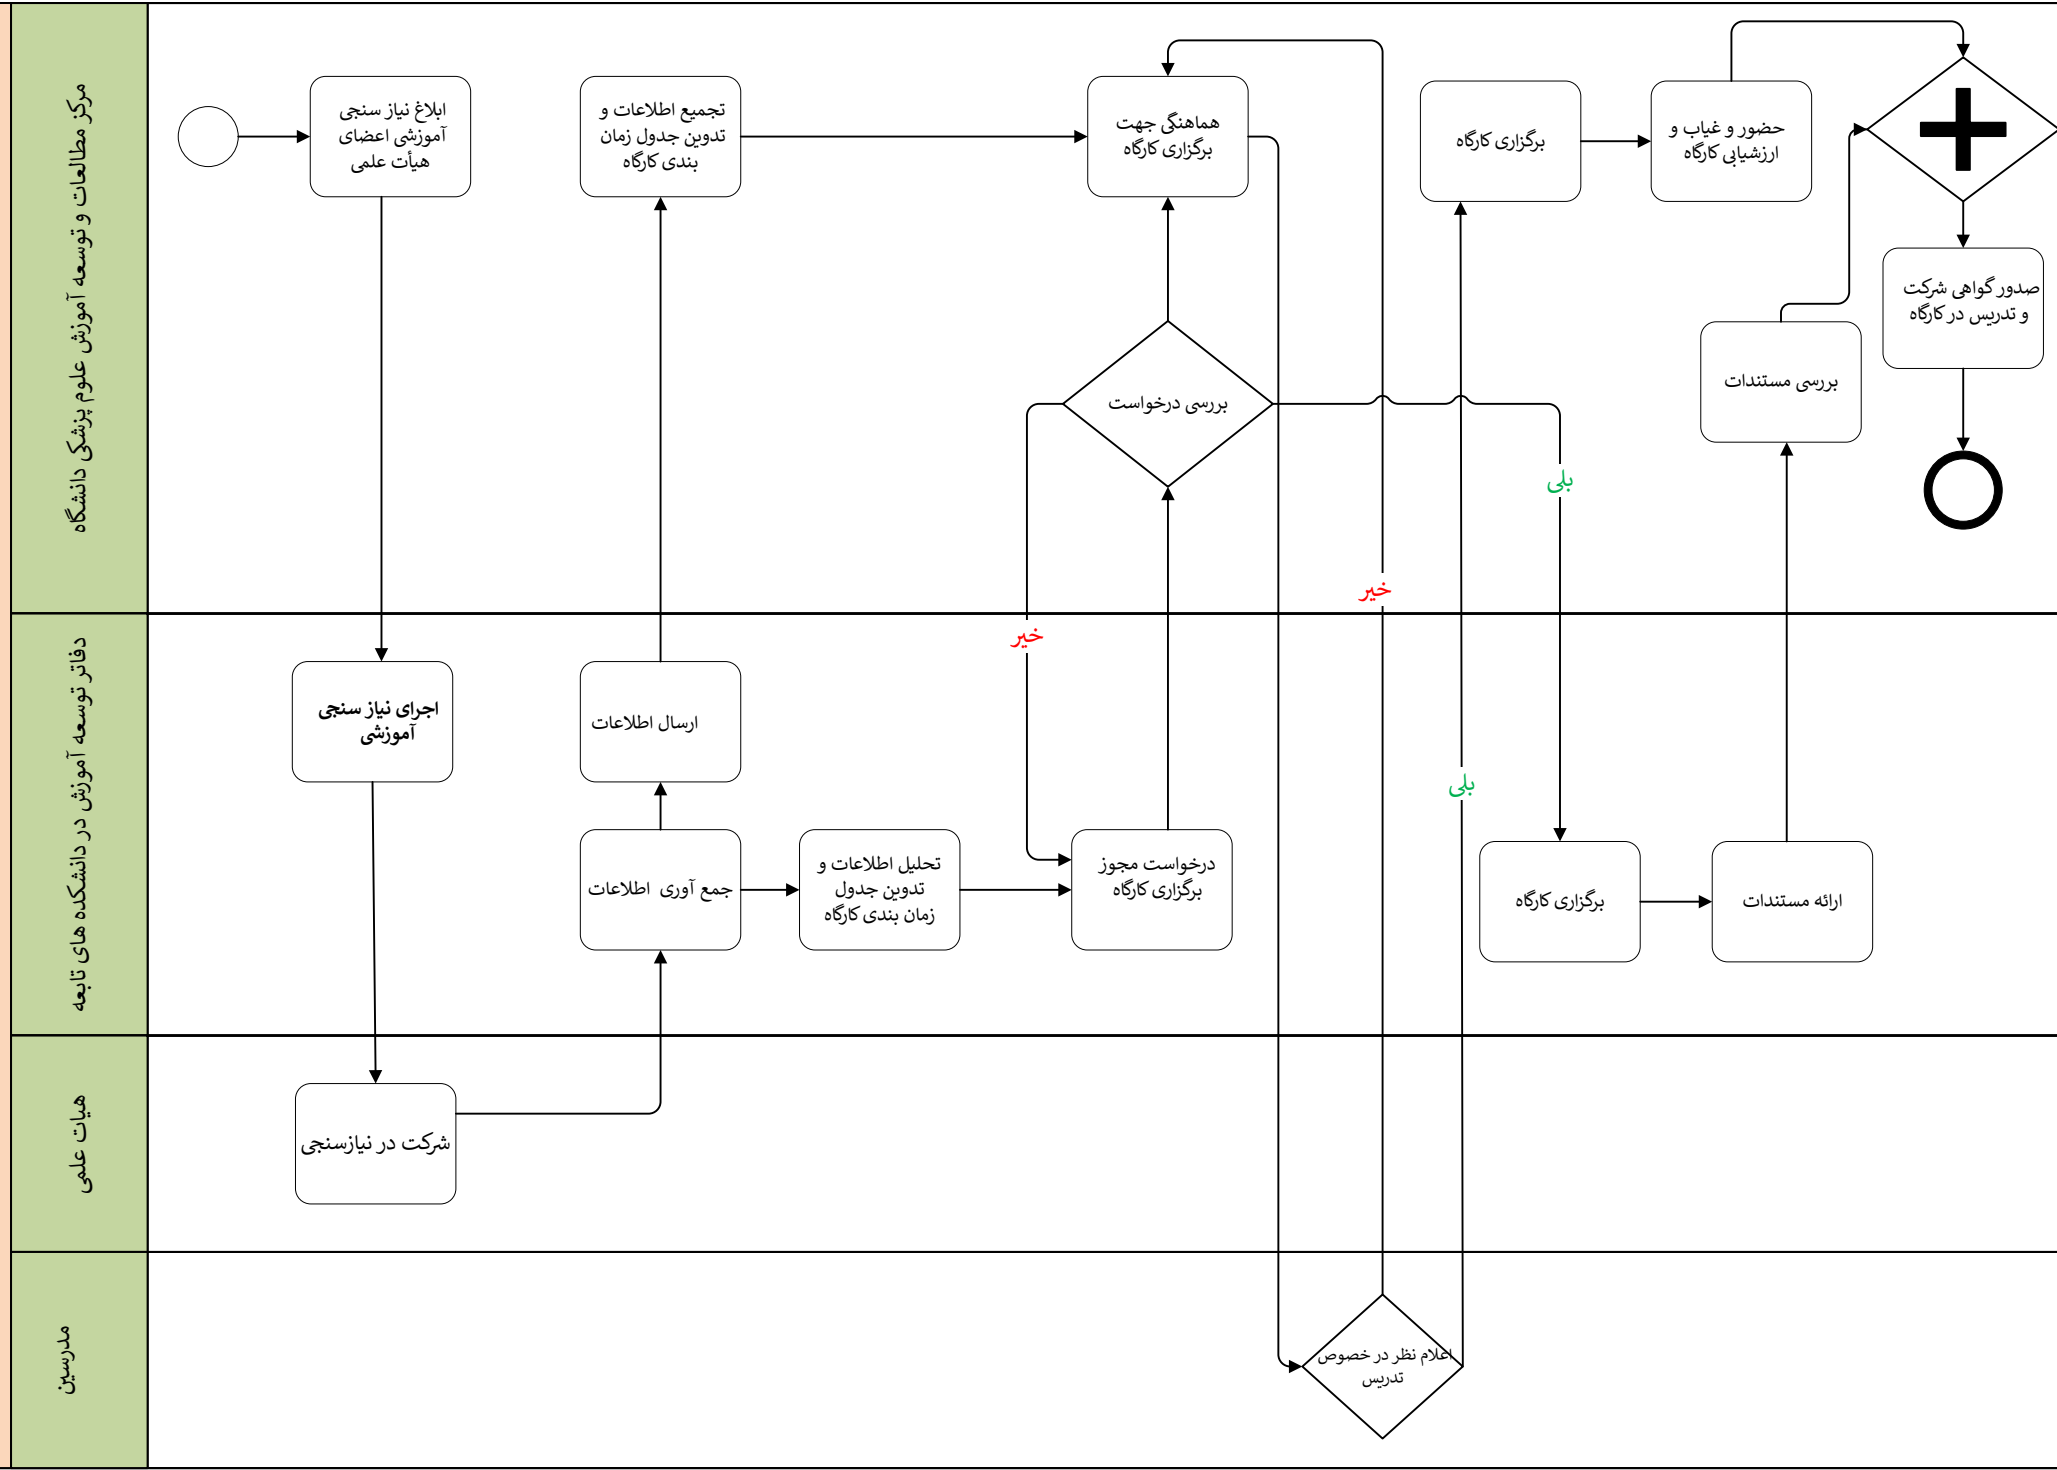 مرکز مطالعات و توسعه آموزش علوم پزشکی دانشگاه
ابلاغ نیاز سنجی
آموزشی اعضای
هیأت علمی
تجمیع اطلاعات و
تدوین جدول زمان
بندی کارگاه
هماهنگی جهت
برگزاری کارگاه
برگزاری کارگاه
حضور و غیاب و
ارزشیابی کارگاه
صدور گواهی شرکت
و تدریس در کارگاه
بررسی مستندات
بررسی درخواست
بلی
خیر
دفاتر توسعه آموزش در دانشکده های تابعه
خیر
اجرای نیاز سنجی
آموزشی
ارسال اطلاعات
بلی
جمع آوری اطلاعات
تحلیل اطلاعات و
تدوین جدول
زمان بندی کارگاه
درخواست مجوز
برگزاری کارگاه
برگزاری کارگاه
ارائه مستندات
هیات علمی
شرکت در نیازسنجی
مدرسین
اعلام نظر در خصوص
تدریس